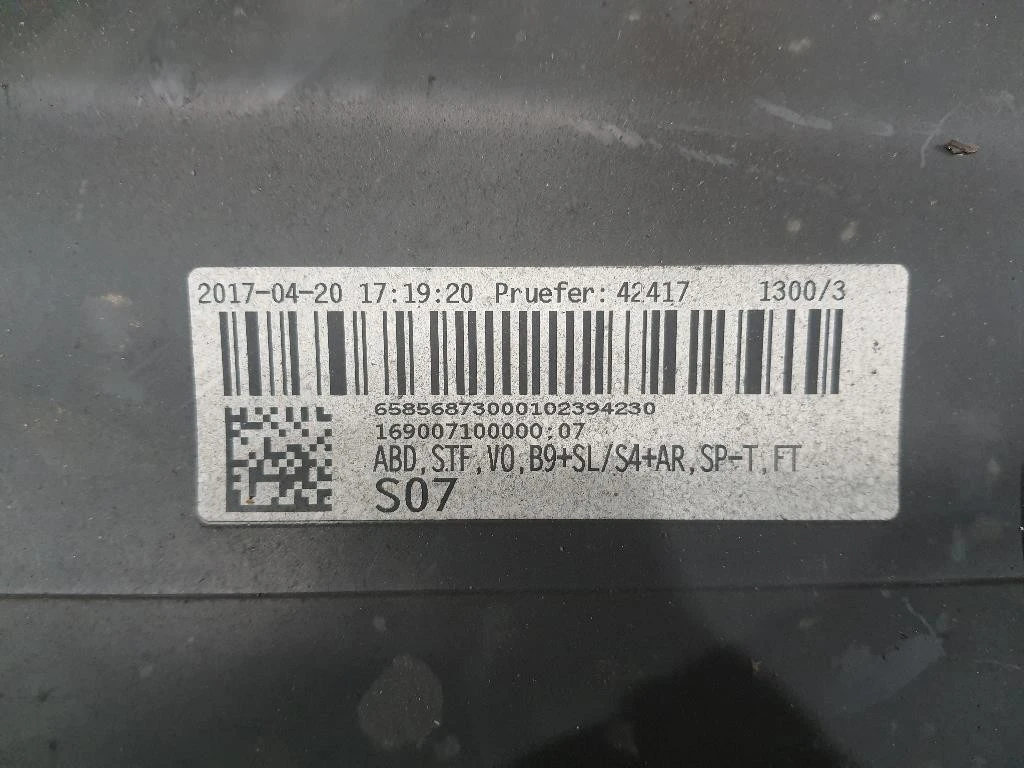 2017-04-20 17:19:20 Pruefer: 42417 1300/3
65856873000102394230
169007100000:07
ABD,STF,VO,B9+SL/S4+AR,SP-T,FT
S07